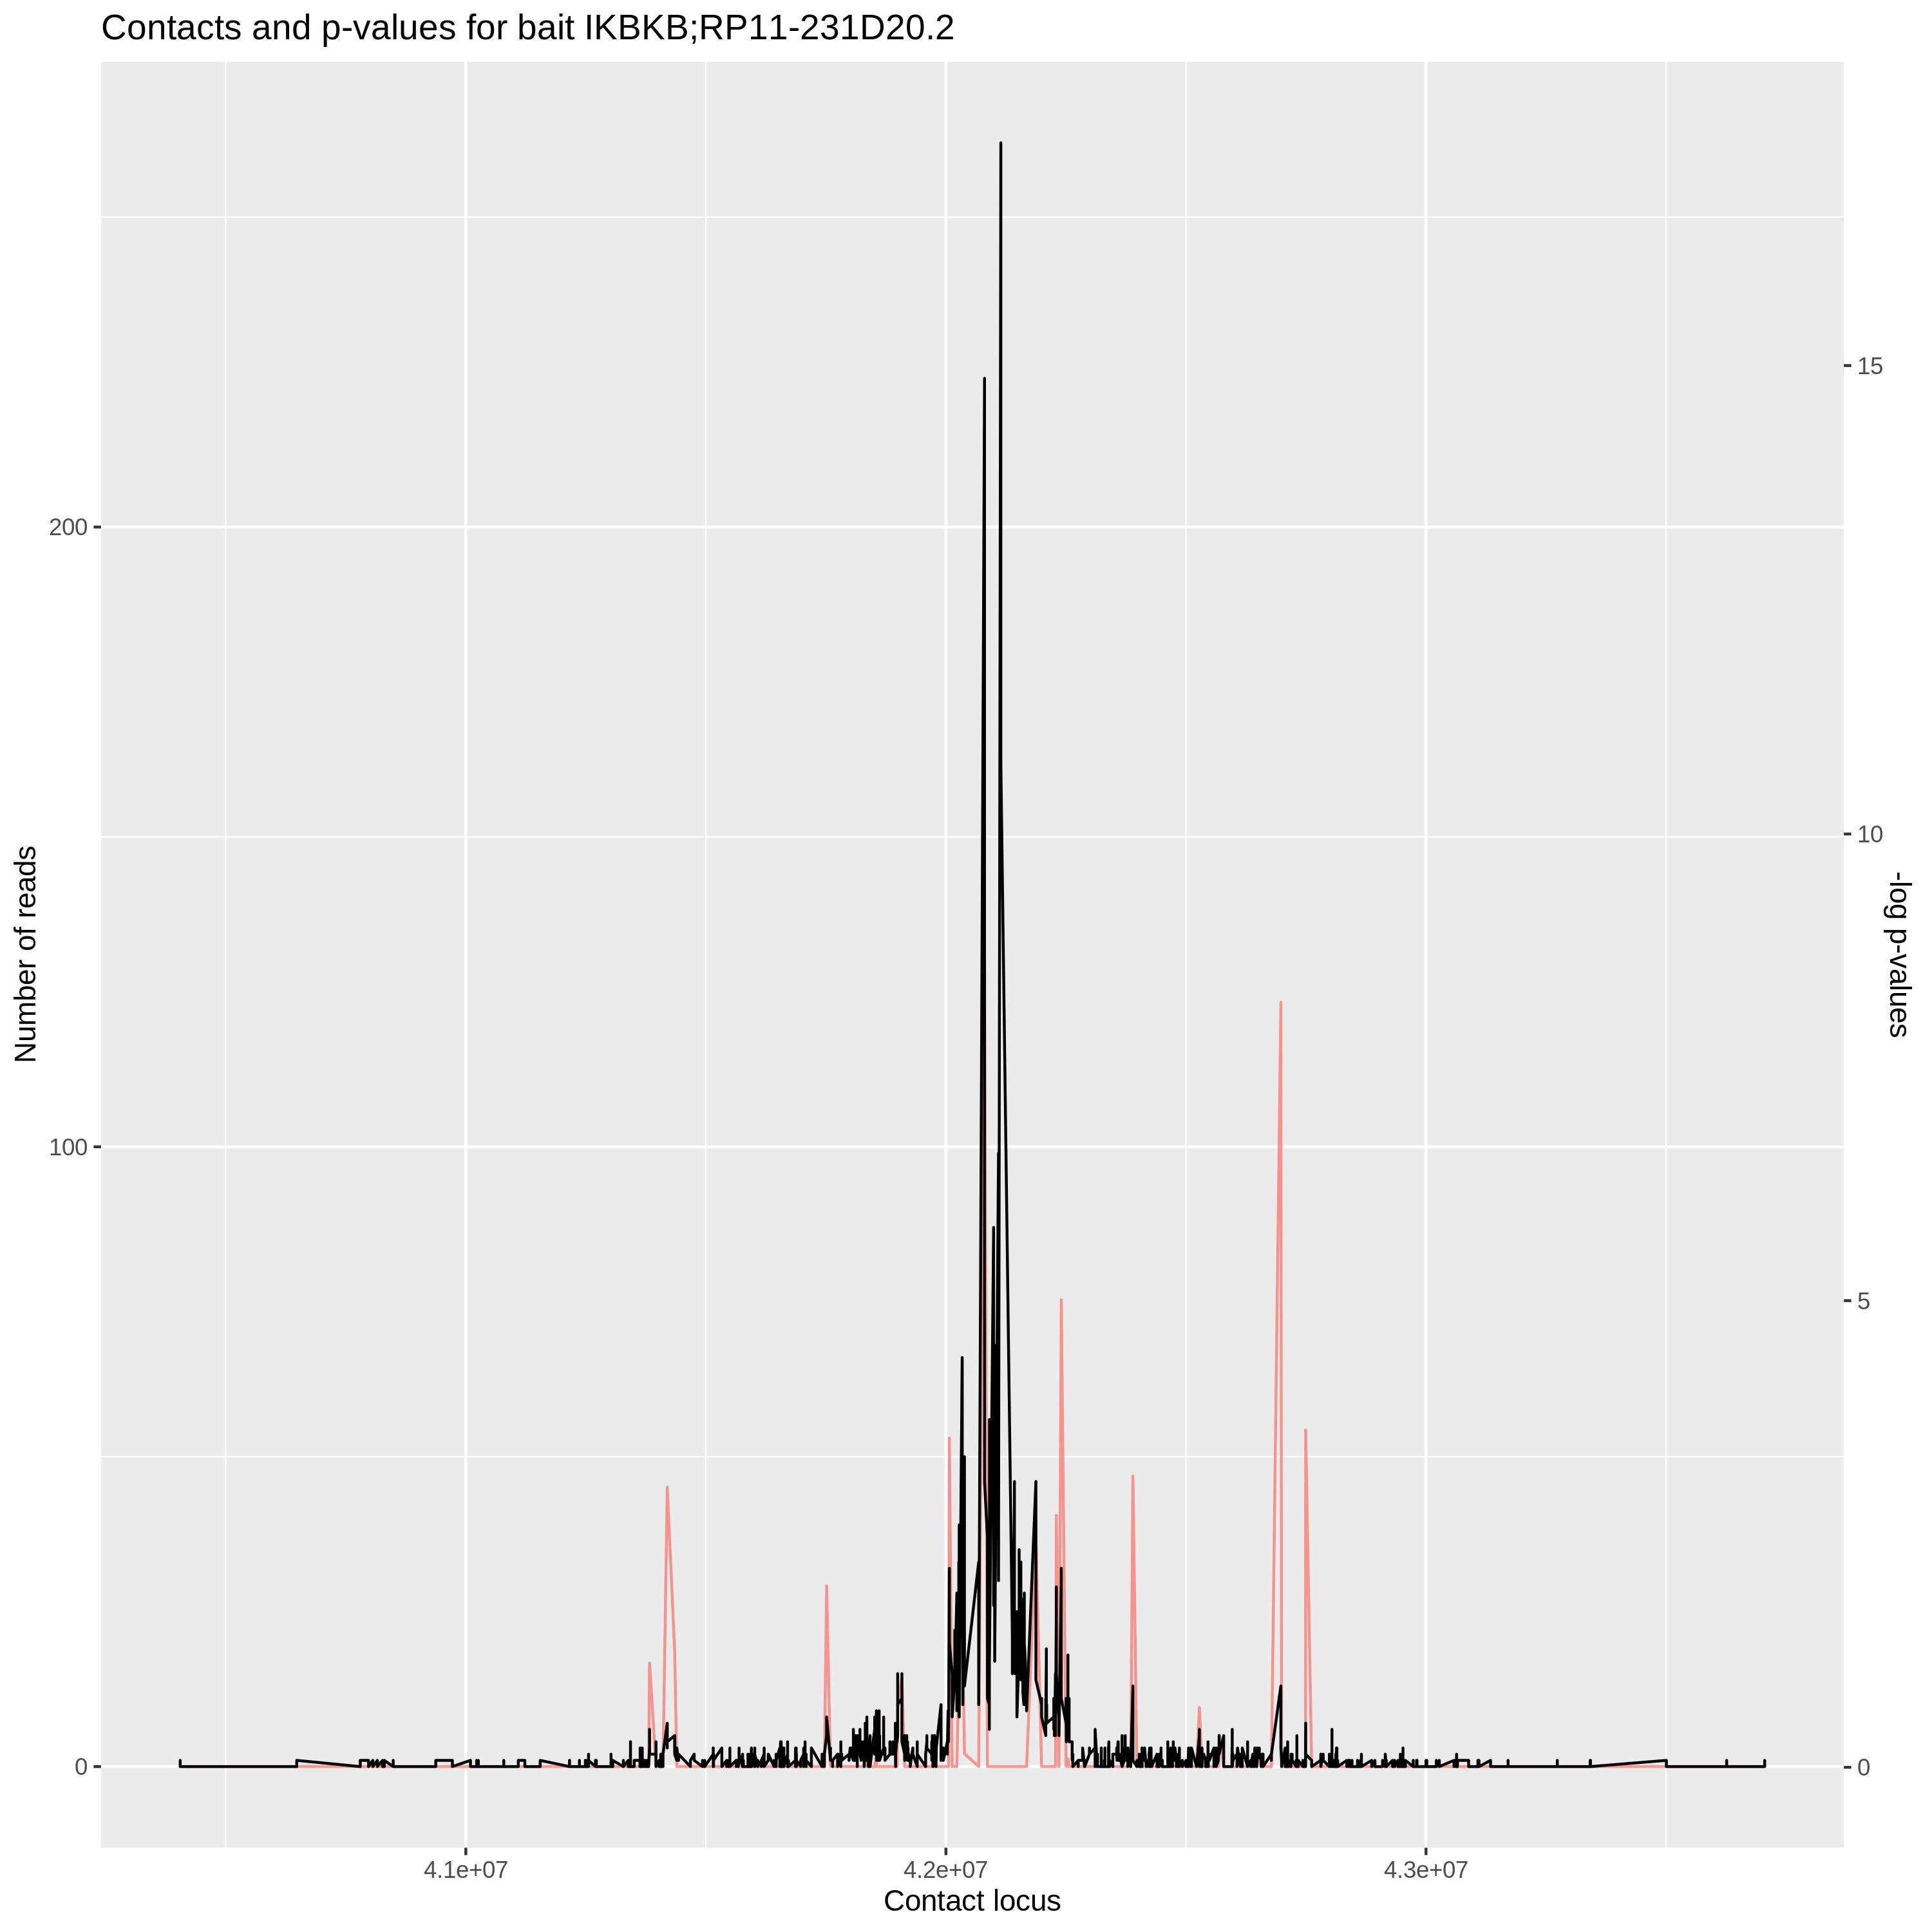 Contacts and p-values for bait IKBKB;RP11-231D20.2
Number of reads
200
100
0
15
10
5
0
-log p-values
4.1e+07 4.2e+07 4.3e+07
Contact locus